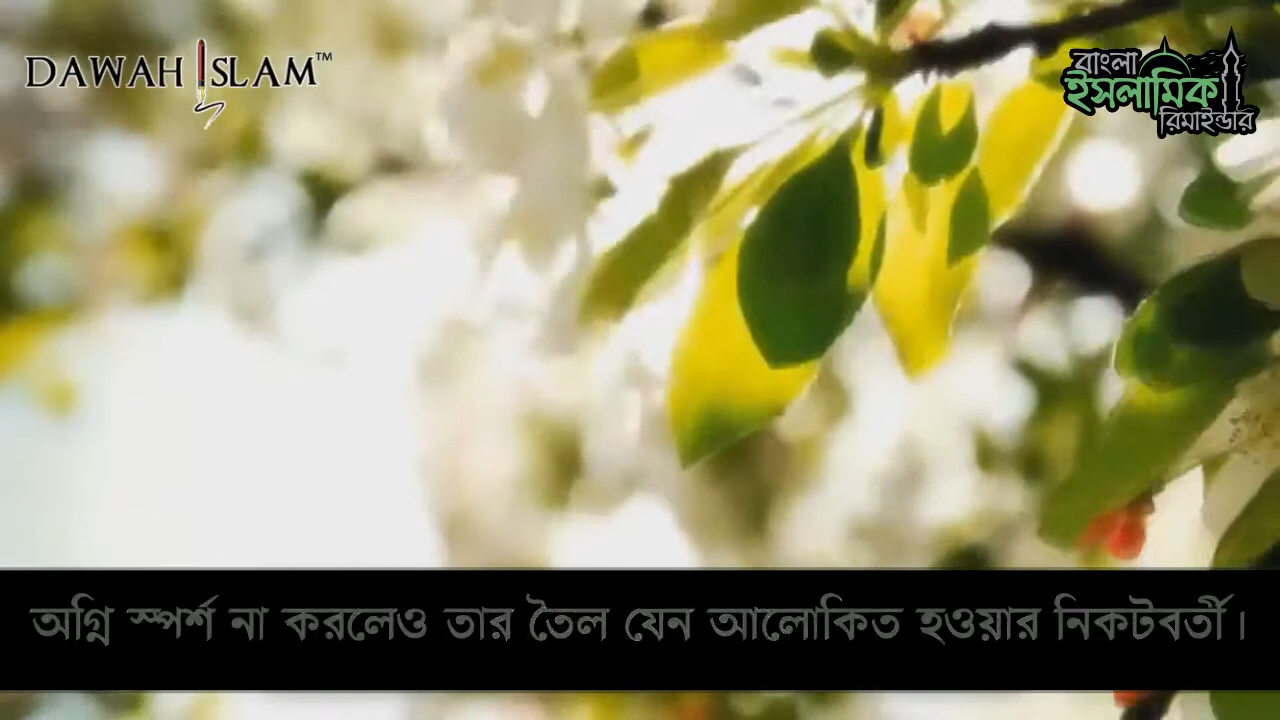 DAWAH ISLAM™
বাংলা
ইসলামিক
রিমাইন্ডার
অগ্নি স্পর্শ না করলেও তার তৈল যেন আলোকিত হওয়ার নিকটবর্তী।